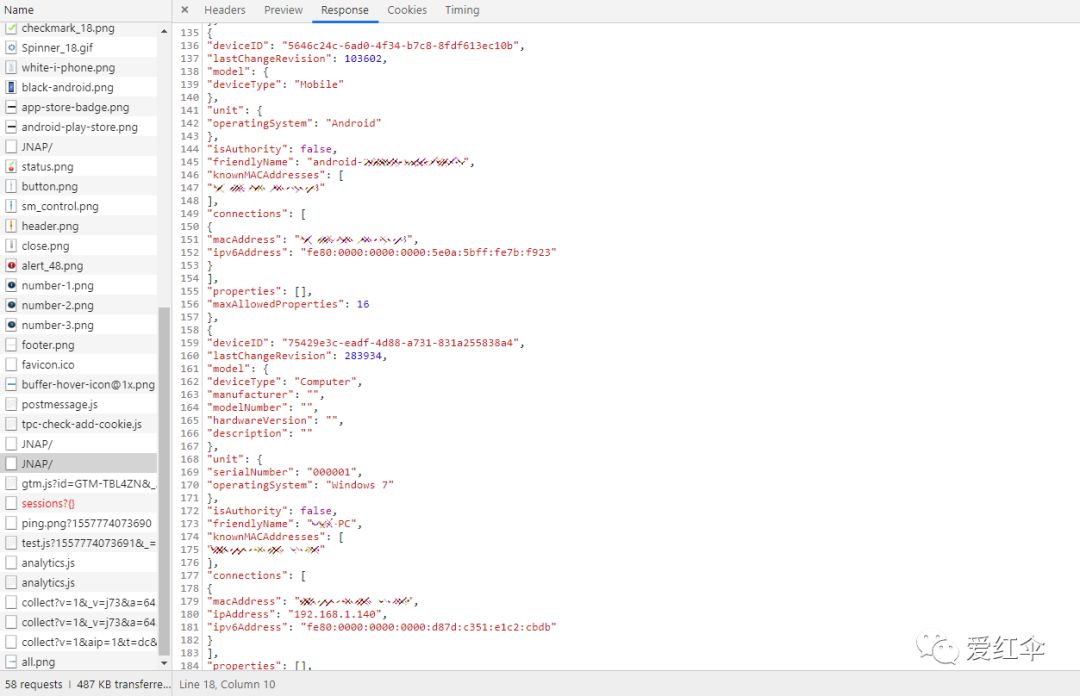 Name
checkmark_18.png
Spinner_18.gif
white-i-phone.png
black-android.png
app-store-badge.png
android-play-store.png
JNAP/
status.png
button.png
sm_control.png
header.png
close.png
alert_48.png
number-1.png
number-2.png
number-3.png
footer.png
favicon.ico
buffer-hover-icon@1x.png
postmessage.js
tpc-check-add-cookie.js
JNAP/
JNAP/
gtm.js?id=GTM-TBL4ZN&_.
sessions?{}
ping.png?1557774073690
test.js?1557774073691&_=
analytics.js
analytics.js
collect?v=1&_v=j73&a=64.
collect?v=1&_v=j73&a=64.
collect?v=1&aip=1&t=dc&
all.png
58 requests | 487 KB transferre...
× Headers Preview Response Cookies Timing
135 {
136 "deviceID": "5646c24c-6ad0-4f34-b7c8-8fdf613ec10b",
137 "lastChangeRevision": 103602,
138 "model": {
139 "deviceType": "Mobile"
140 },
141 "unit": {
142 "operatingSystem": "Android"
143 },
144 "isAuthority": false,
145 "friendlyName": "android-",
146 "knownMACAddresses": [
147 ""
148 ],
149 "connections": [
150 {
151 "macAddress": "",
152 "ipv6Address": "fe80:0000:0000:0000:5e0a:5bff:fe7b:f923"
153 }
154 ],
155 "properties": [],
156 "maxAllowedProperties": 16
157 },
158 {
159 "deviceID": "75429e3c-eadf-4d88-a731-831a255838a4",
160 "lastChangeRevision": 283934,
161 "model": {
162 "deviceType": "Computer",
163 "manufacturer": "",
164 "modelNumber": "",
165 "hardwareVersion": "",
166 "description": ""
167 },
168 "unit": {
169 "serialNumber": "000001",
170 "operatingSystem": "Windows 7"
171 },
172 "isAuthority": false,
173 "friendlyName": "-PC",
174 "knownMACAddresses": [
175 ""
176 ],
177 "connections": [
178 {
179 "macAddress": "",
180 "ipAddress": "192.168.1.140",
181 "ipv6Address": "fe80:0000:0000:0000:d87d:c351:e1c2:cbdb"
182 }
183 ],
184 "properties": [],
Line 18, Column 10
爱红伞